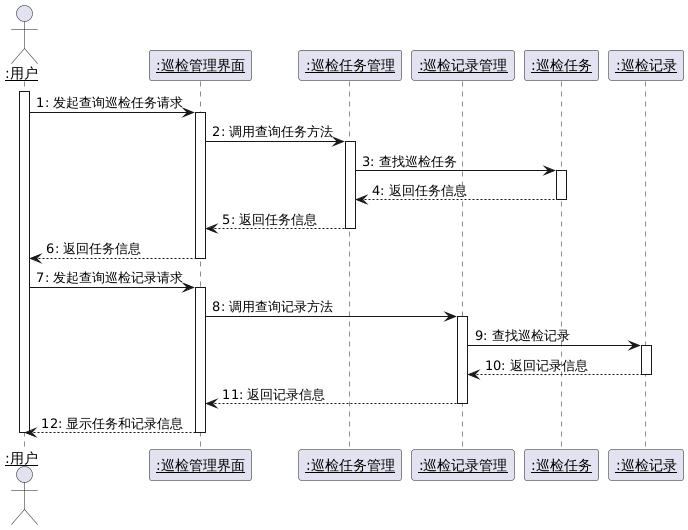 :用户
:巡检管理界面
:巡检任务管理
:巡检记录管理
:巡检任务
:巡检记录
1: 发起查询巡检任务请求
2: 调用查询任务方法
3: 查找巡检任务
4: 返回任务信息
5: 返回任务信息
6: 返回任务信息
7: 发起查询巡检记录请求
8: 调用查询记录方法
9: 查找巡检记录
10: 返回记录信息
11: 返回记录信息
12: 显示任务和记录信息
:用户
:巡检管理界面
:巡检任务管理
:巡检记录管理
:巡检任务
:巡检记录